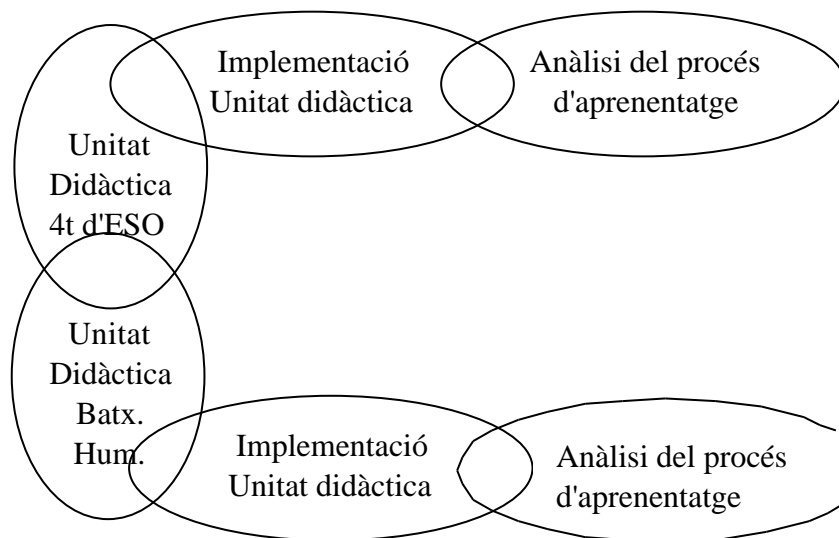 Implementació
Unitat didàctica
Anàlisi del procés
d'aprenentatge
Unitat
Didàctica
4t d'ESO
Unitat
Didàctica
Batx.
Hum.
Implementació
Unitat didàctica
Anàlisi del procés
d'aprenentatge